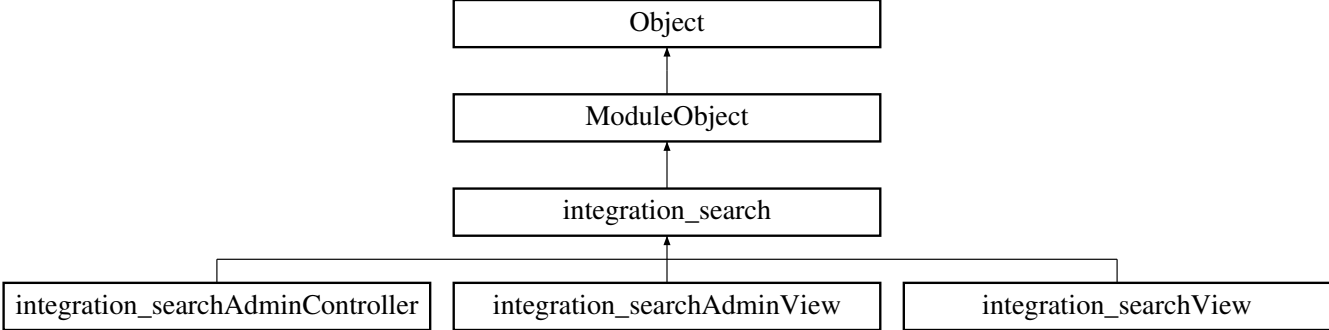 Object
ModuleObject
integration_search
integration_searchAdminController
integration_searchAdminView
integration_searchView